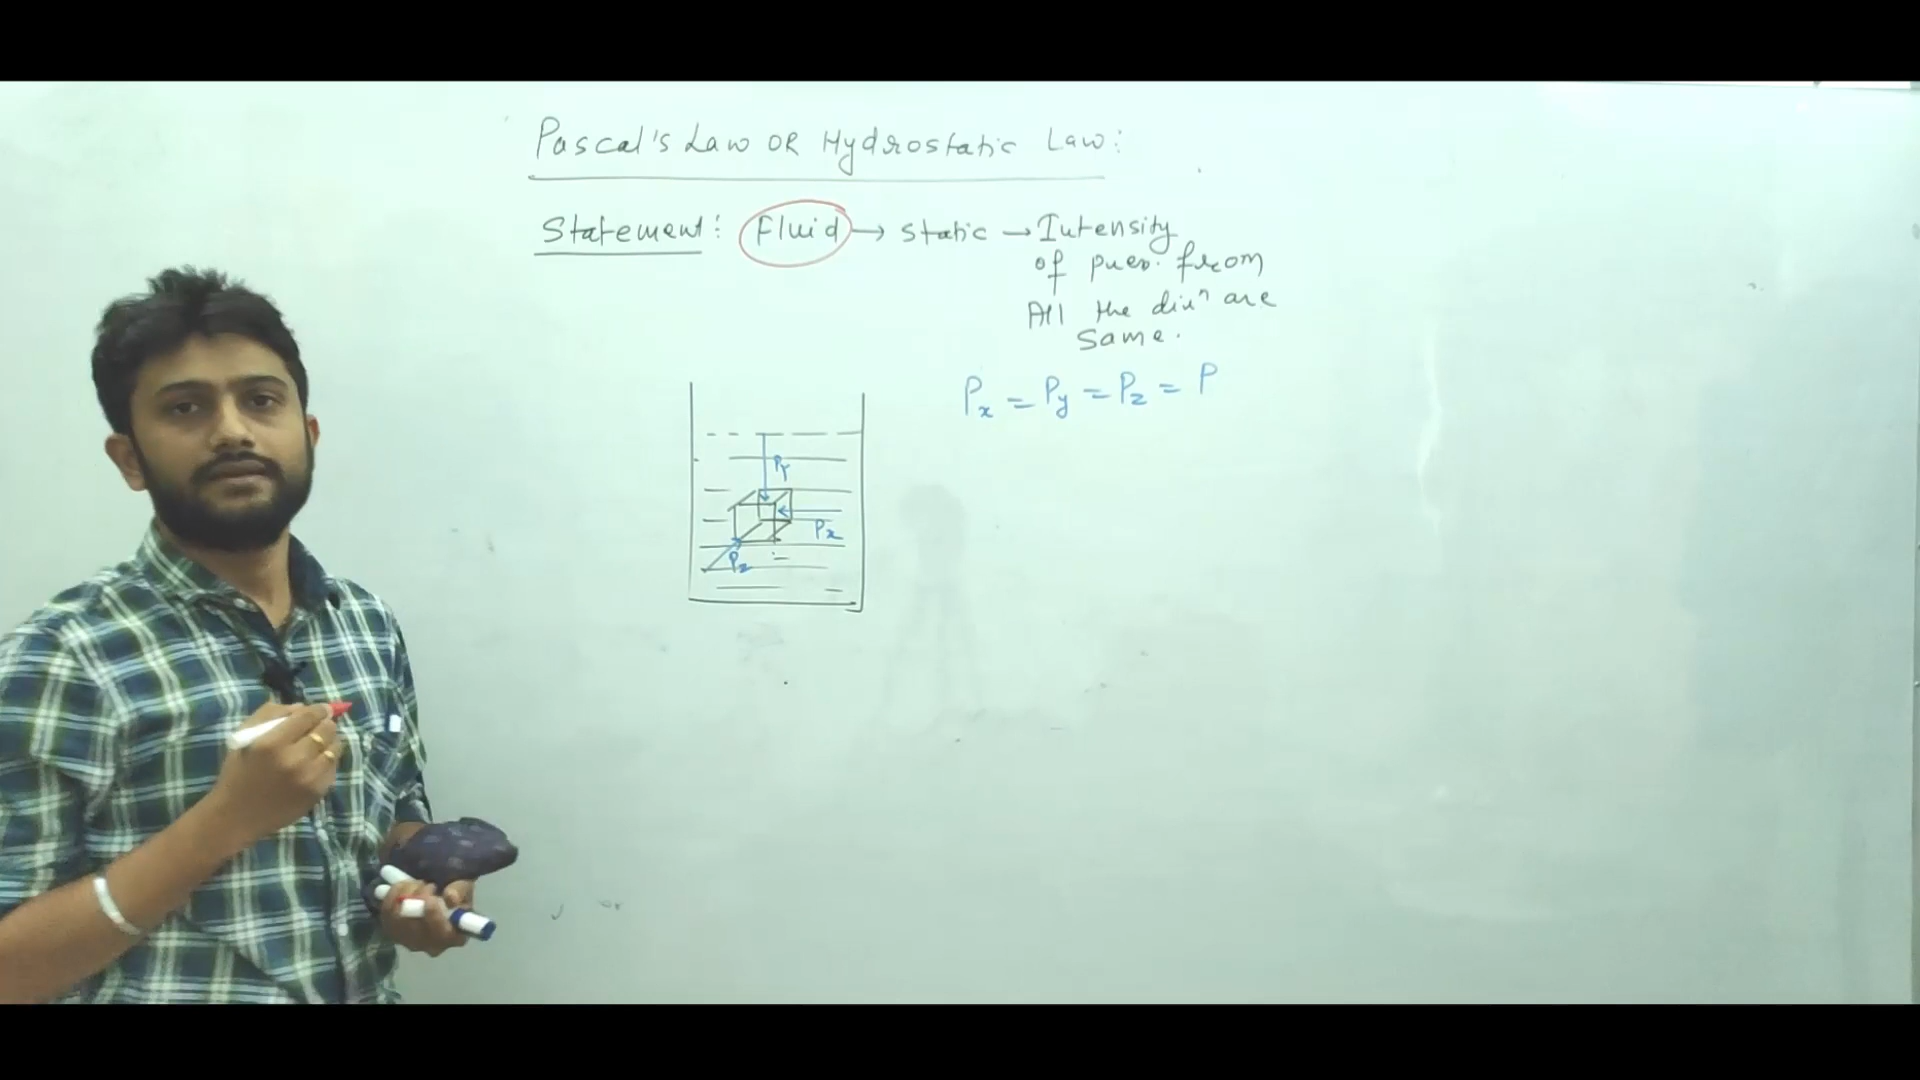 Pascal's Law OR Hydrostatic Law:
Statement: Fluid → static → Intensity
of pres. from
All the dirⁿ are
Same.
Px = Py = Pz = P
PY
Px
Pz